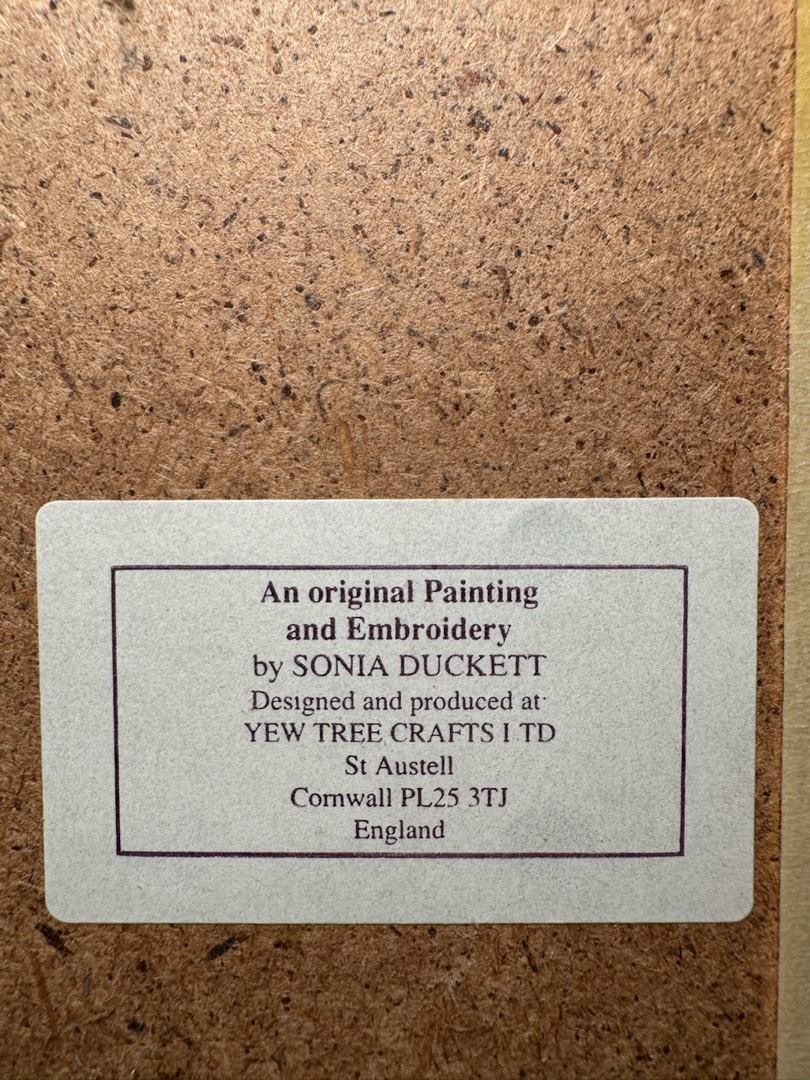 An original Painting
and Embroidery
by SONIA DUCKETT
Designed and produced at
YEW TREE CRAFTS LTD
St Austell
Cornwall PL25 3TJ
England